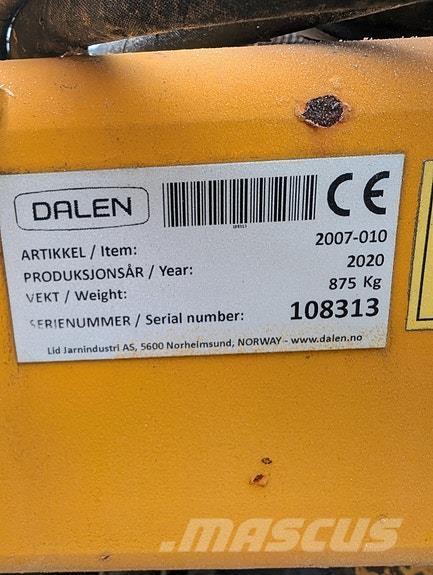 DALEN
CE
108313
ARTIKKEL / Item: 2007-010
PRODUKSJONSÅR / Year: 2020
VEKT / Weight: 875 Kg
SERIENUMMER / Serial number: 108313
Lid Jarnindustri AS, 5600 Norheimsund, NORWAY - www.dalen.no
MASCUS